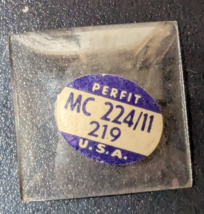 PERFIT
MC 224/11
219
U.S.A.